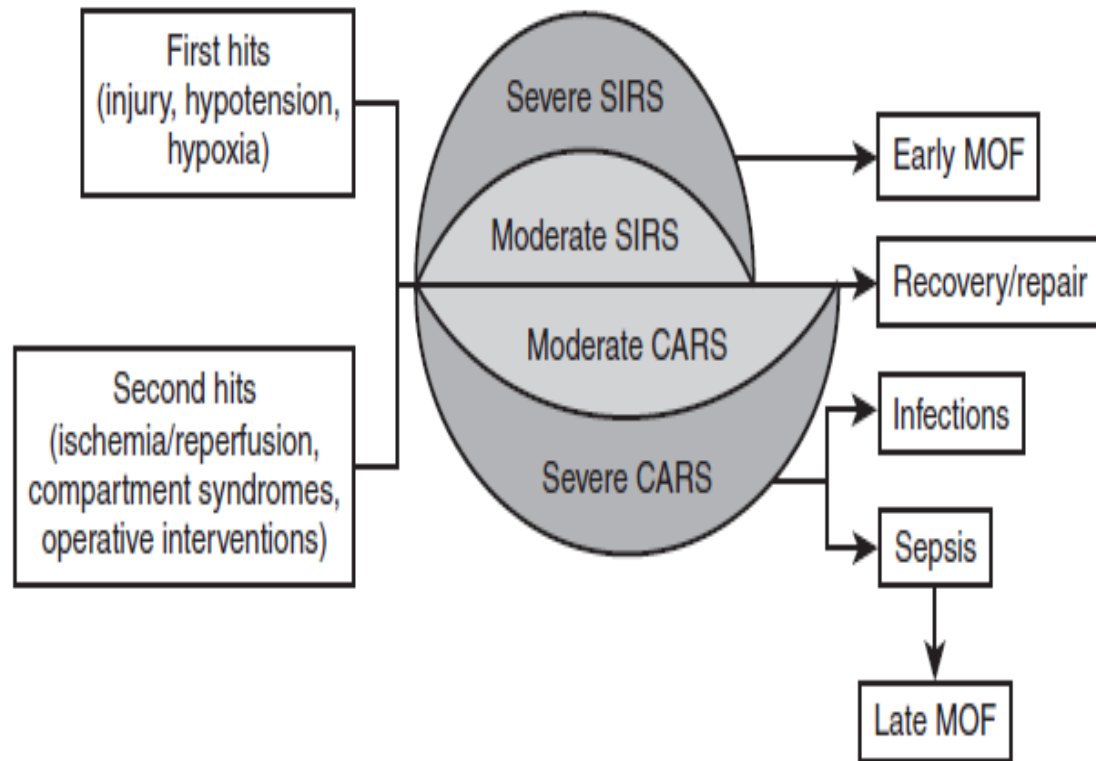 First hits
(injury, hypotension,
hypoxia)
Second hits
(ischemia/reperfusion,
compartment syndromes,
operative interventions)
Severe SIRS
Moderate SIRS
Moderate CARS
Severe CARS
Early MOF
Recovery/repair
Infections
Sepsis
Late MOF